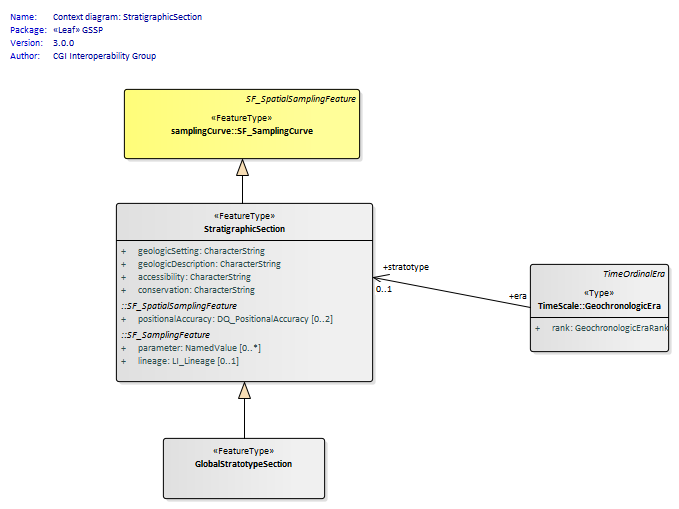 Name: Context diagram: StratigraphicSection
Package: «Leaf» GSSP
Version: 3.0.0
Author: CGI Interoperability Group
SF_SpatialSamplingFeature
«FeatureType»
samplingCurve::SF_SamplingCurve
«FeatureType»
StratigraphicSection
+ geologicSetting: CharacterString
+ geologicDescription: CharacterString
+ accessibility: CharacterString
+ conservation: CharacterString
::SF_SpatialSamplingFeature
+ positionalAccuracy: DQ_PositionalAccuracy [0..2]
::SF_SamplingFeature
+ parameter: NamedValue [0..*]
+ lineage: LI_Lineage [0..1]
+stratotype
0..1
+era
TimeOrdinalEra
«Type»
TimeScale::GeochronologicEra
+ rank: GeochronologicEraRank
«FeatureType»
GlobalStratotypeSection